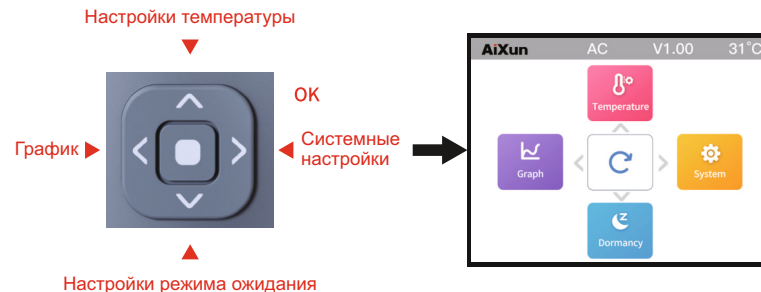 Настройки температуры
OK
График
Системные
настройки
Настройки режима ожидания
AiXun AC V1.00 31°C
Temperature
Graph
System
Dormancy